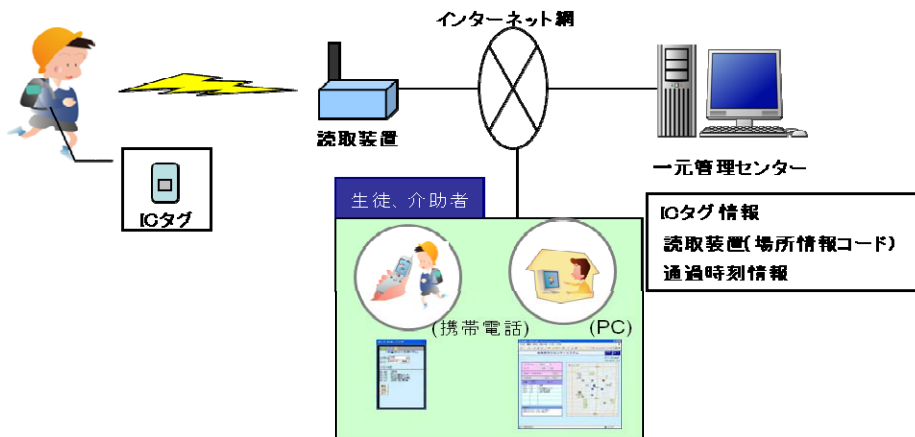 インターネット網
読取装置
一元管理センター
ICタグ
生徒、介助者
ICタグ情報
読取装置(場所情報コード)
通過時刻情報
(携帯電話)
(PC)